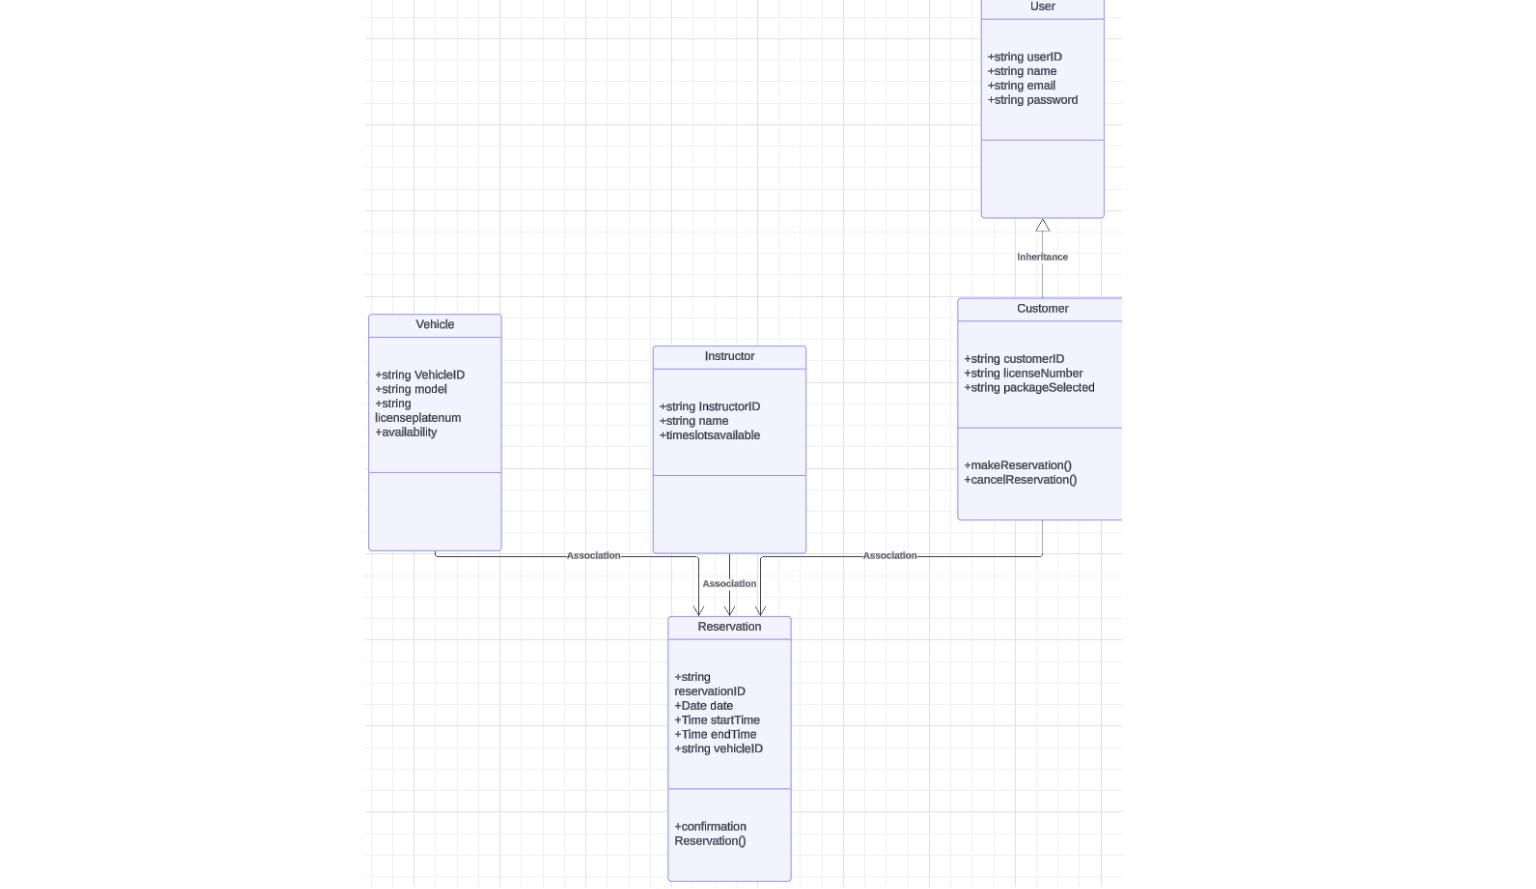 User
+string userID
+string name
+string email
+string password
Inheritance
Customer
+string customerID
+string licenseNumber
+string packageSelected
+makeReservation()
+cancelReservation()
Vehicle
+string VehicleID
+string model
+string
licenseplatenum
+availability
Instructor
+string InstructorID
+string name
+timeslotsavailable
Association
Association
Association
Reservation
+string
reservationID
+Date date
+Time startTime
+Time endTime
+string vehicleID
+confirmation
Reservation()